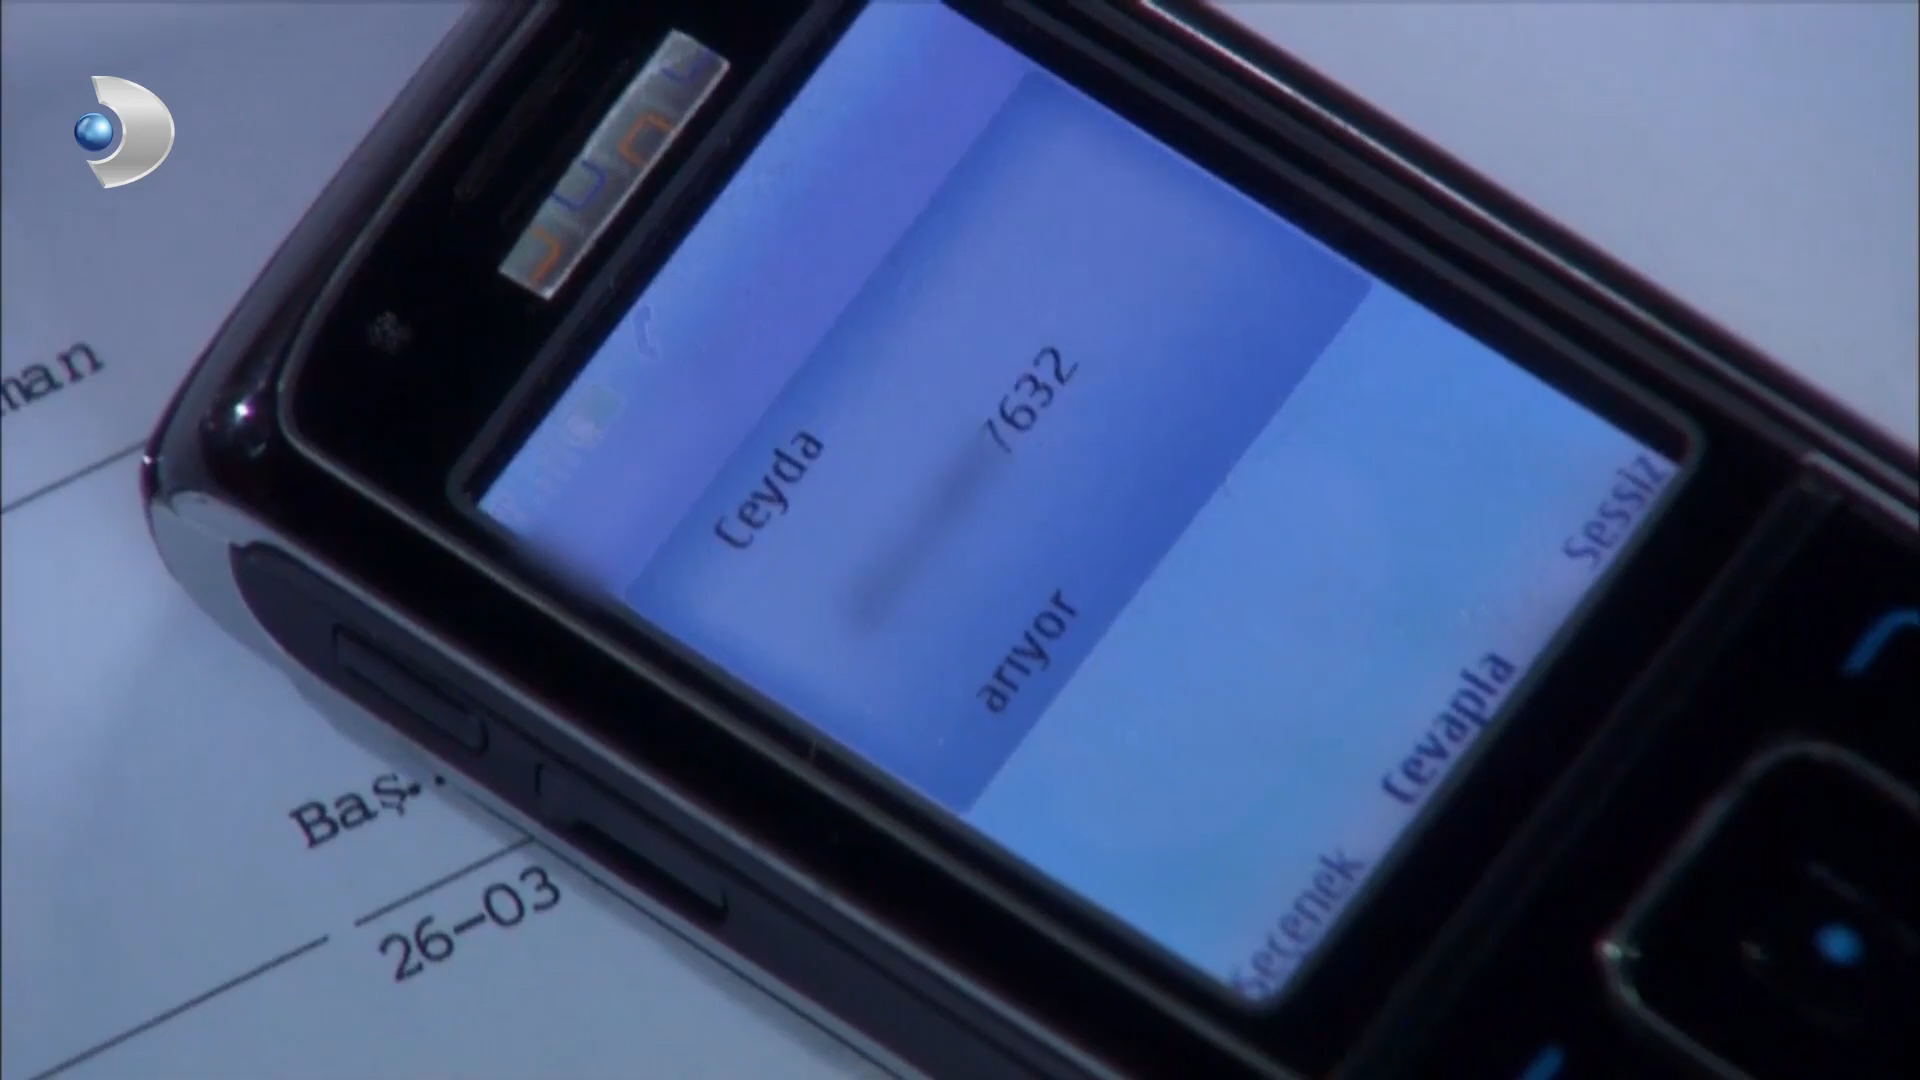 Ceyda
7632
arıyor
Seçenek
Cevapla
Sessiz
man
Baş..
26-03